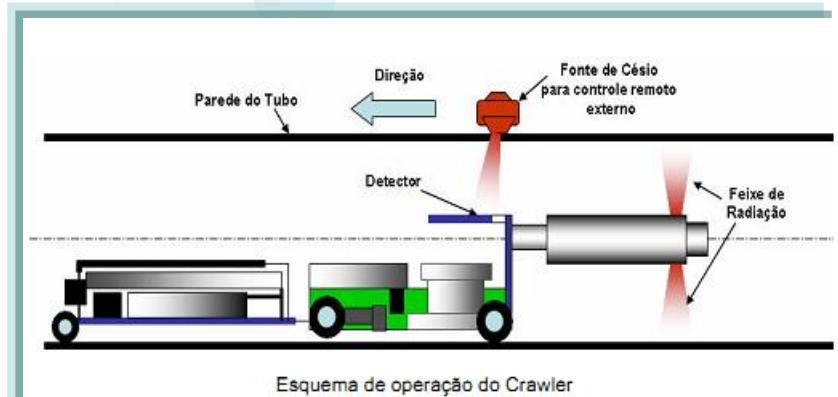 Direção
Fonte de Césio
para controle remoto
externo
Parede do Tubo
Detector
Feixe de
Radiação
Esquema de operação do Crawler